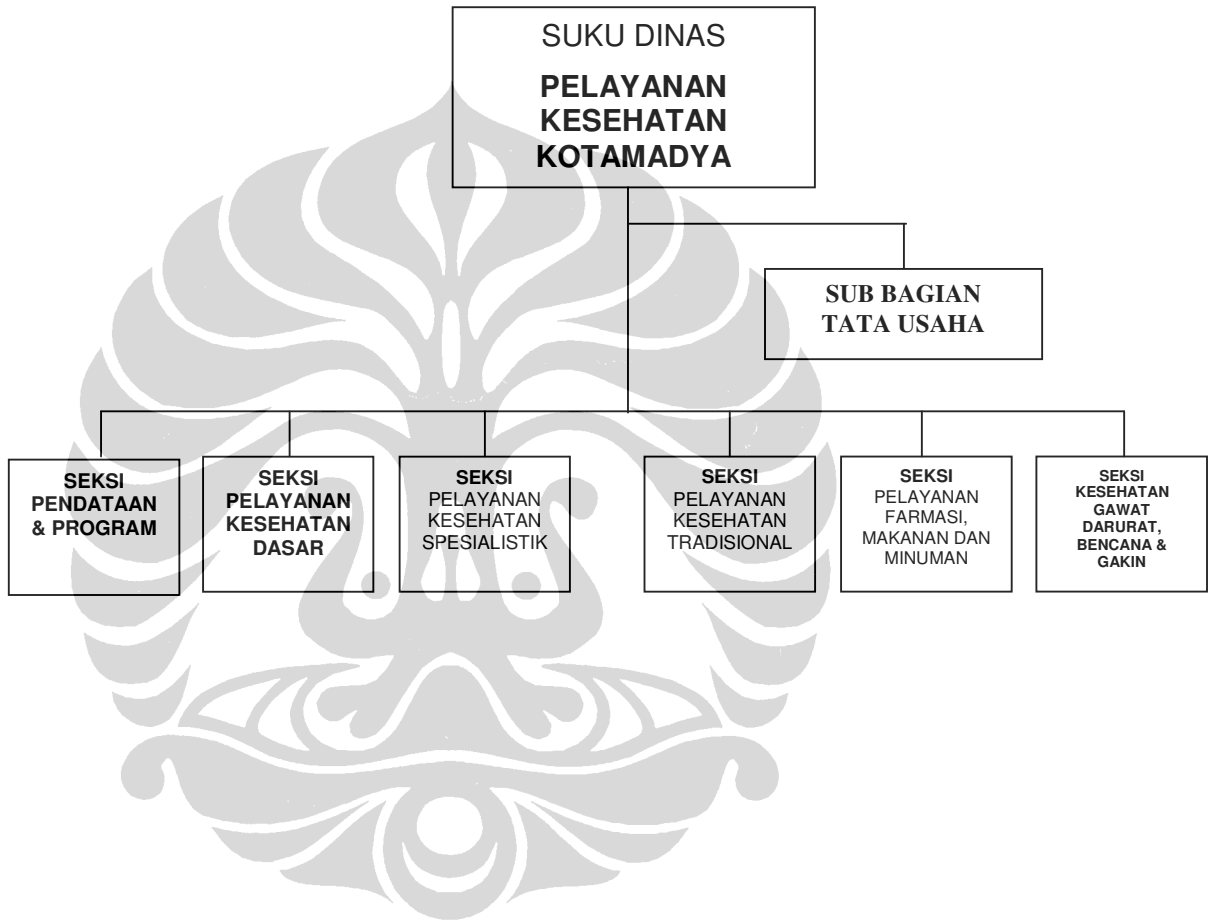 SUKU DINAS
PELAYANAN
KESEHATAN
KOTAMADYA
SUB BAGIAN
TATA USAHA
SEKSI
PENDATAAN
& PROGRAM
SEKSI
PELAYANAN
KESEHATAN
DASAR
SEKSI
PELAYANAN
KESEHATAN
SPESIALISTIK
SEKSI
PELAYANAN
KESEHATAN
TRADISIONAL
SEKSI
PELAYANAN
FARMASI,
MAKANAN DAN
MINUMAN
SEKSI
KESEHATAN
GAWAT
DARURAT,
BENCANA &
GAKIN